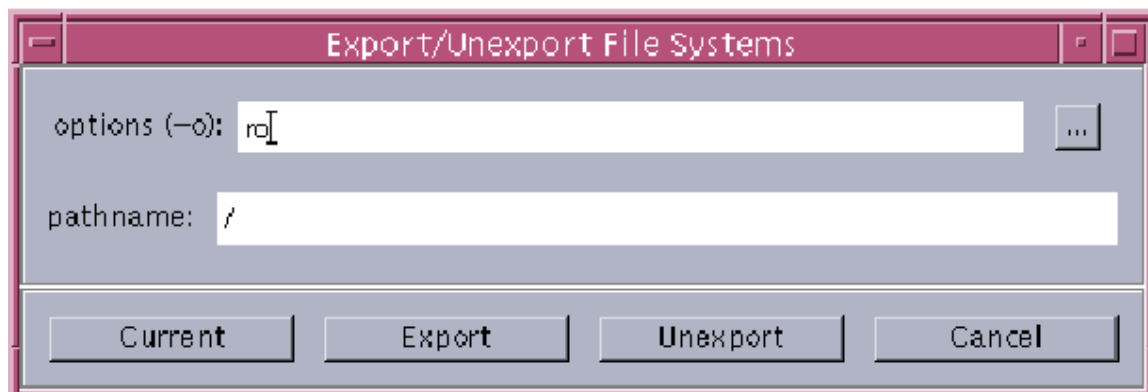 Export/Unexport File Systems
options (-o): ro ...
pathname: /
Current Export Unexport Cancel